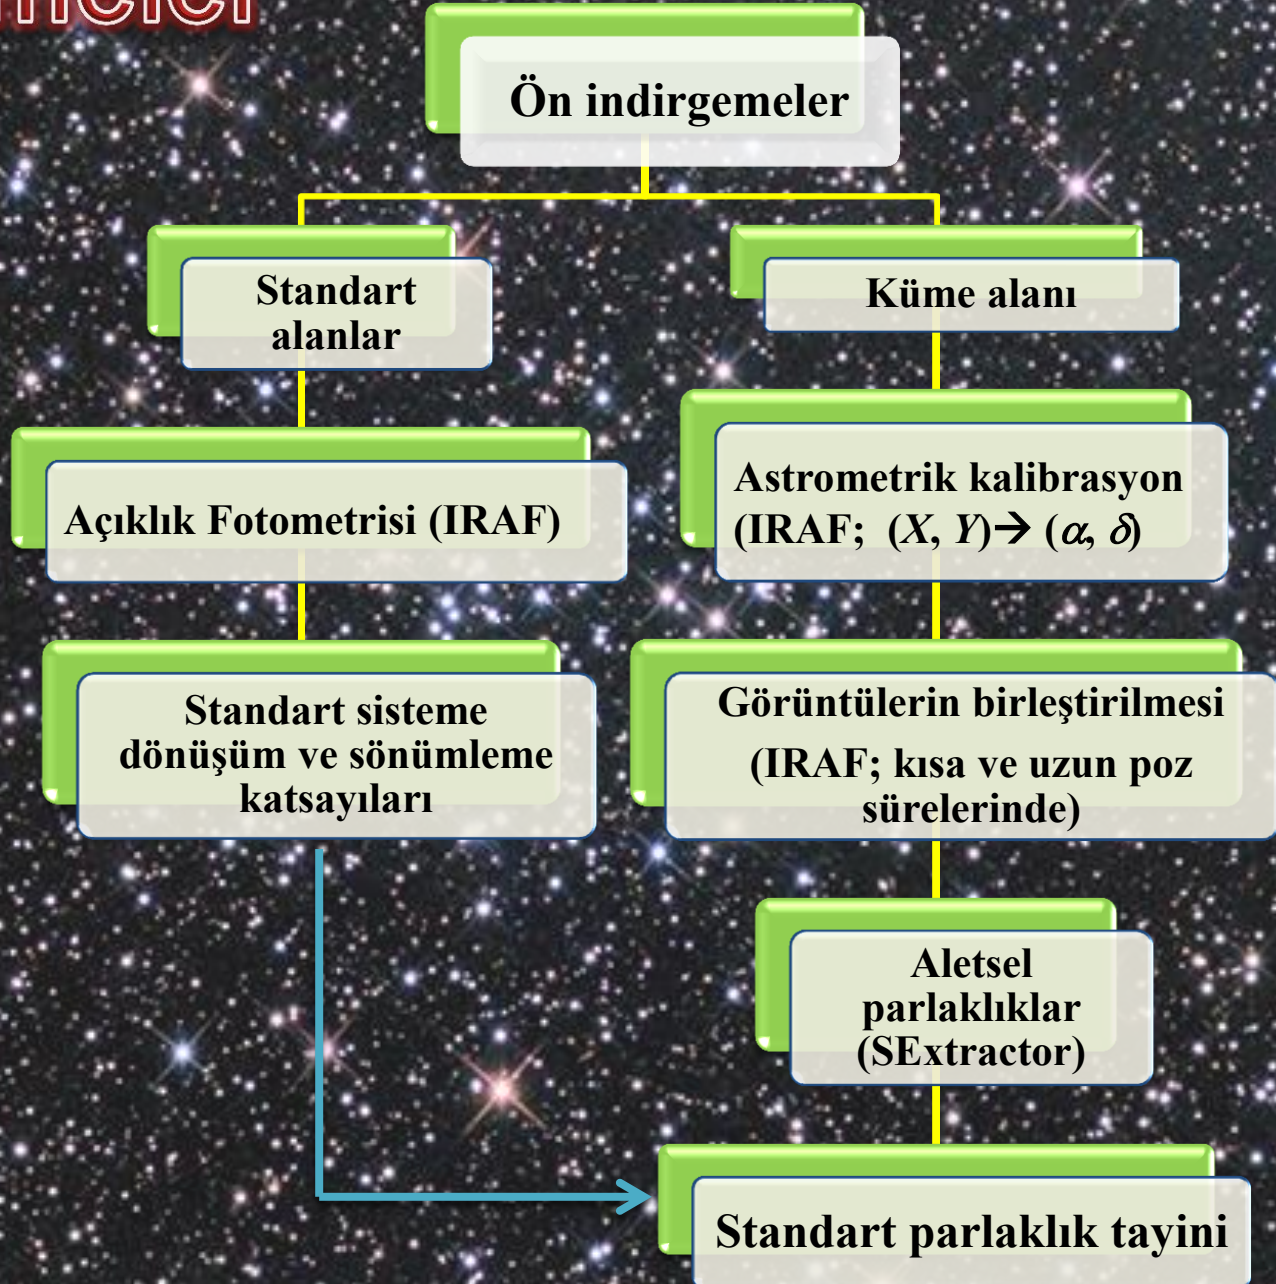 Ön indirgemeler
Standart
alanlar
Açıklık Fotometrisi (IRAF)
Standart sisteme
dönüşüm ve sönümleme
katsayıları
Küme alanı
Astrometrik kalibrasyon
(IRAF; (X, Y)→ (α, δ)
Görüntülerin birleştirilmesi
(IRAF; kısa ve uzun poz
sürelerinde)
Aletsel
parlaklıklar
(SExtractor)
Standart parlaklık tayini